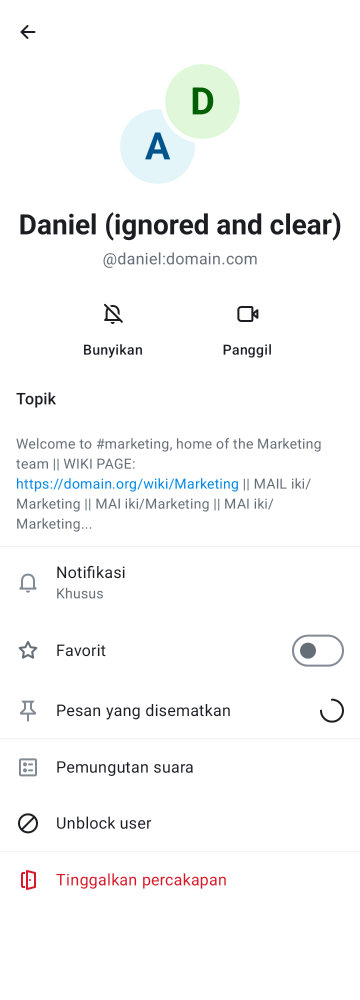 D
A
Daniel (ignored and clear)
@daniel:domain.com
Bunyikan
Panggil
Topik
Welcome to #marketing, home of the Marketing
team || WIKI PAGE:
https://domain.org/wiki/Marketing || MAIL iki/
Marketing || MAI iki/Marketing || MAI iki/
Marketing...
Notifikasi
Khusus
Favorit
Pesan yang disematkan
Pemungutan suara
Unblock user
Tinggalkan percakapan